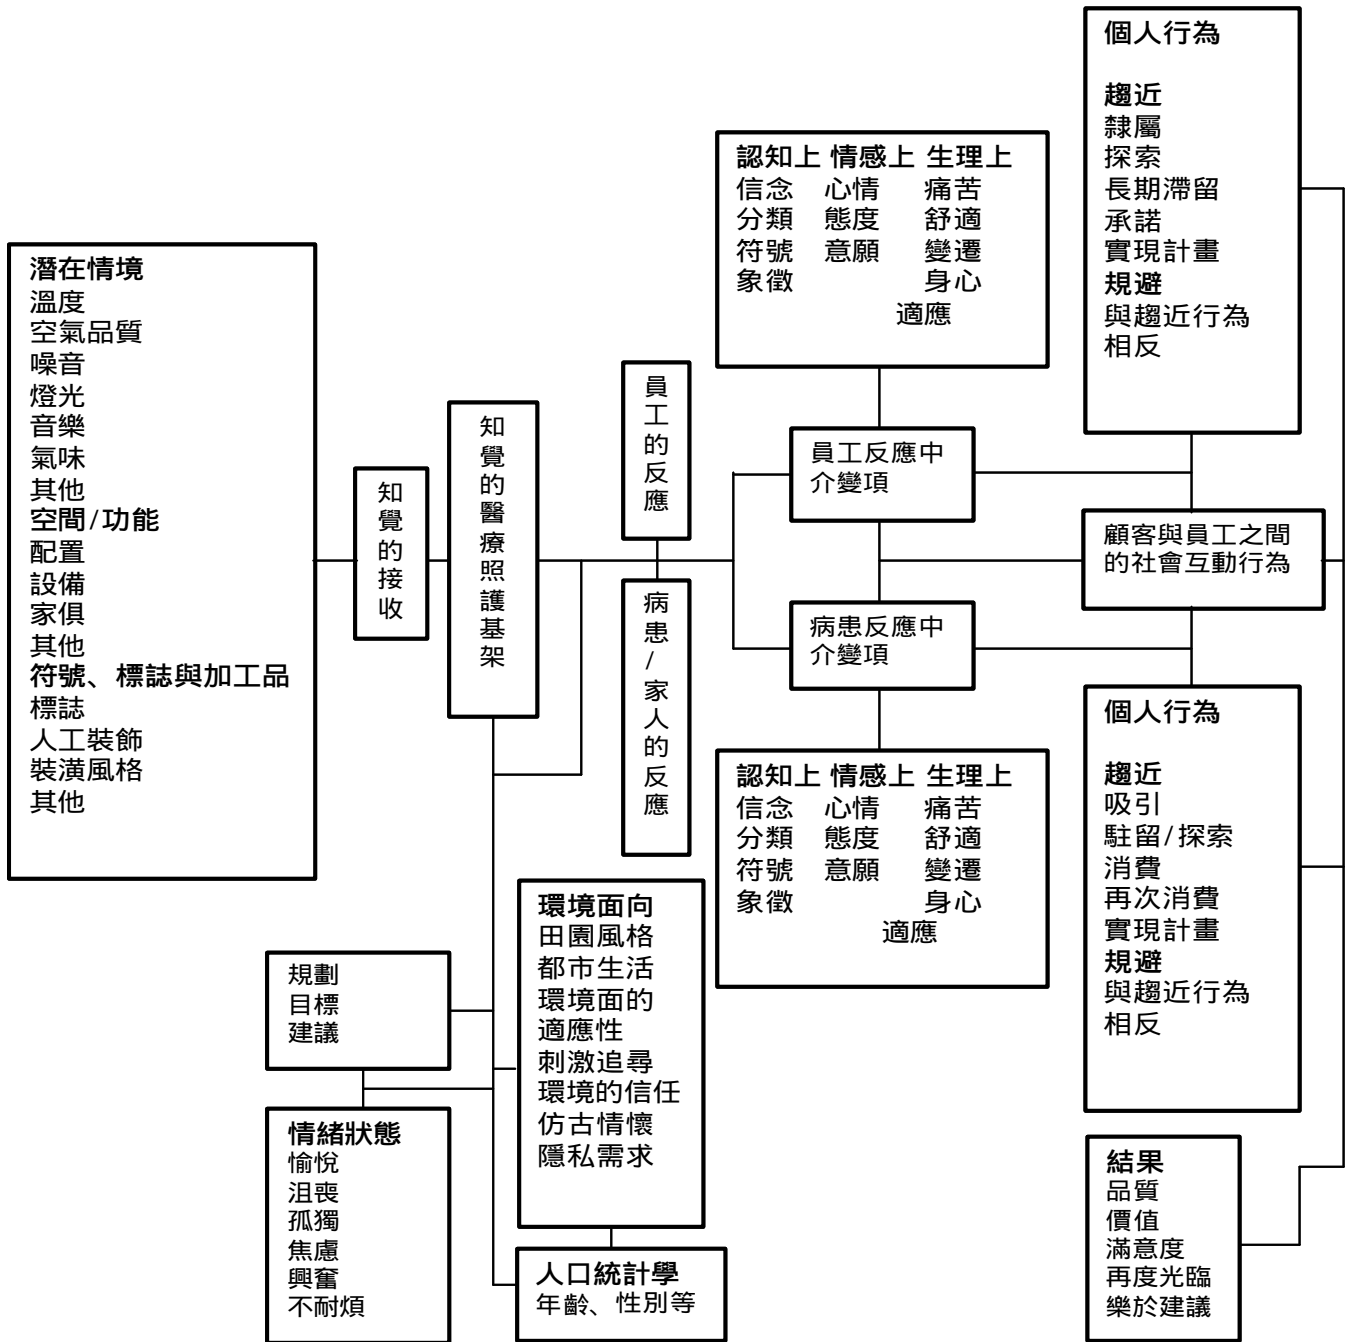 潛在情境
溫度
空氣品質
噪音
燈光
音樂
氣味
其他
空間/功能
配置
設備
家俱
其他
符號、標誌與加工品
標誌
人工裝飾
裝潢風格
其他
知覺的接收
知覺的醫療照護基架
員工的反應
病患/家人的反應
認知上 情感上 生理上
信念 心情 痛苦
分類 態度 舒適
符號 意願 變遷
象徵 身心
適應
員工反應中
介變項
病患反應中
介變項
認知上 情感上 生理上
信念 心情 痛苦
分類 態度 舒適
符號 意願 變遷
象徵 身心
適應
個人行為
趨近
隸屬
探索
長期滯留
承諾
實現計畫
規避
與趨近行為
相反
顧客與員工之間
的社會互動行為
個人行為
趨近
吸引
駐留/探索
消費
再次消費
實現計畫
規避
與趨近行為
相反
規劃
目標
建議
情緒狀態
愉悅
沮喪
孤獨
焦慮
興奮
不耐煩
環境面向
田園風格
都市生活
環境面的
適應性
刺激追尋
環境的信任
仿古情懷
隱私需求
人口統計學
年齡、性別等
結果
品質
價值
滿意度
再度光臨
樂於建議